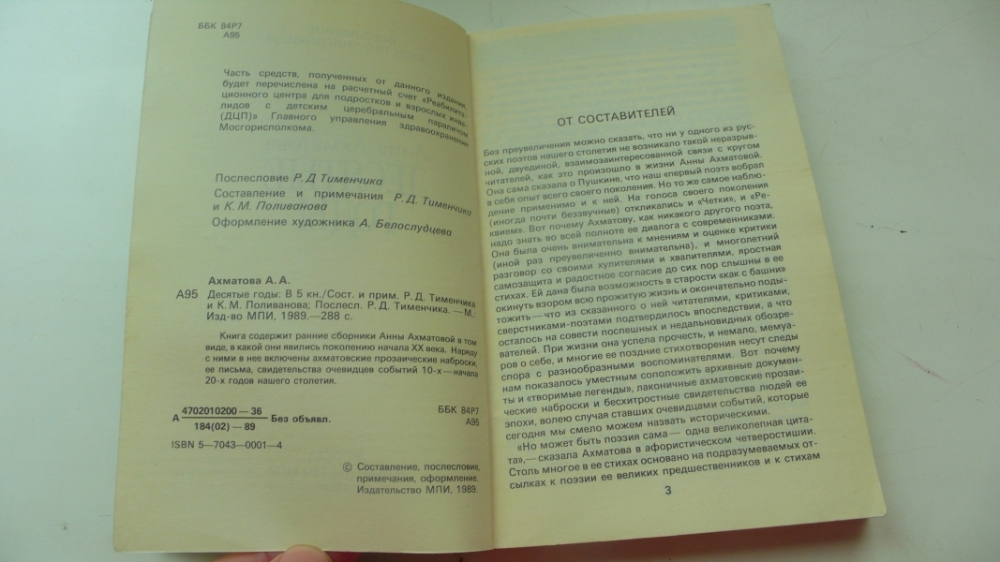 ББК 84Р7
А95
Часть средств, полученных от данного издания,
будет перечислена на расчетный счет «Реабилита-
ционного центра для подростков и взрослых инва-
лидов с детским церебральным параличом
(ДЦП)» Главного управления здравоохранения
Мосгорисполкома.
Послесловие Р. Д Тименчика
Составление и примечания Р. Д. Тименчика
и К. М. Поливанова
Оформление художника А. Белослудцева
Ахматова А. А.
А95 Десятые годы: В 5 кн./Сост. и прим. Р. Д. Тименчика
и К. М. Поливанова; Послесл. Р. Д. Тименчика. — М.:
Изд-во МПИ, 1989.—288 с.
Книга содержит ранние сборники Анны Ахматовой в том
виде, в какой они явились поколению начала XX века. Наряду
с ними в нее включены ахматовские прозаические наброски,
ее письма, свидетельства очевидцев событий 10-х — начала
20-х годов нашего столетия.
А 4702010200 — 36 Без объявл.
184(02) — 89
ББК 84Р7
А95
ISBN 5—7043—0001—4
© Составление, послесловие,
примечания, оформление.
Издательство МПИ, 1989.
ОТ СОСТАВИТЕЛЕЙ
Без преувеличения можно сказать, что ни у одного из рус-
ских поэтов нашего столетия не возникало такой неразрыв-
ной, двуединой, взаимозаинтересованной связи с кругом
читателей, как это произошло в жизни Анны Ахматовой.
Она сама сказала о Пушкине, что наш «первый поэт» вобрал
в себя опыт всего своего поколения. Но то же самое наблю-
дение применимо и к ней. На голоса своего поколения
(иногда почти беззвучные) откликались и «Четки», и «Ре-
квием». Вот почему Ахматову, как никакого другого поэта,
надо знать во всей полноте ее диалога с современниками.
Она была очень внимательна к мнениям и оценке критики
(иной раз преувеличенно внимательна), и многолетний
разговор со своими хулителями и хвалителями, яростная
самозащита и радостное согласие до сих пор слышны в ее
стихах. Ей дана была возможность в старости «как с башни»
окинуть взором всю прожитую жизнь и окончательно поды-
тожить — что из сказанного о ней читателями, критиками,
сверстниками-поэтами подтвердилось впоследствии, а что
осталось на совести поспешных и недальновидных обозре-
вателей. При жизни она успела прочесть, и немало, мемуа-
ров о себе, и многие ее поздние стихотворения несут следы
спора с разнообразными воспоминателями. Вот почему
нам показалось уместным соположить архивные докумен-
ты и «творимые легенды», лаконичные ахматовские прозаи-
ческие наброски и бесхитростные свидетельства людей ее
эпохи, волею случая ставших очевидцами событий, которые
сегодня мы смело можем назвать историческими.
«Но может быть поэзия сама — одна великолепная цита-
та»,— сказала Ахматова в афористическом четверостишии.
Столь многое в ее стихах основано на подразумеваемых от-
сылках к поэзии ее великих предшественников и к стихам
3